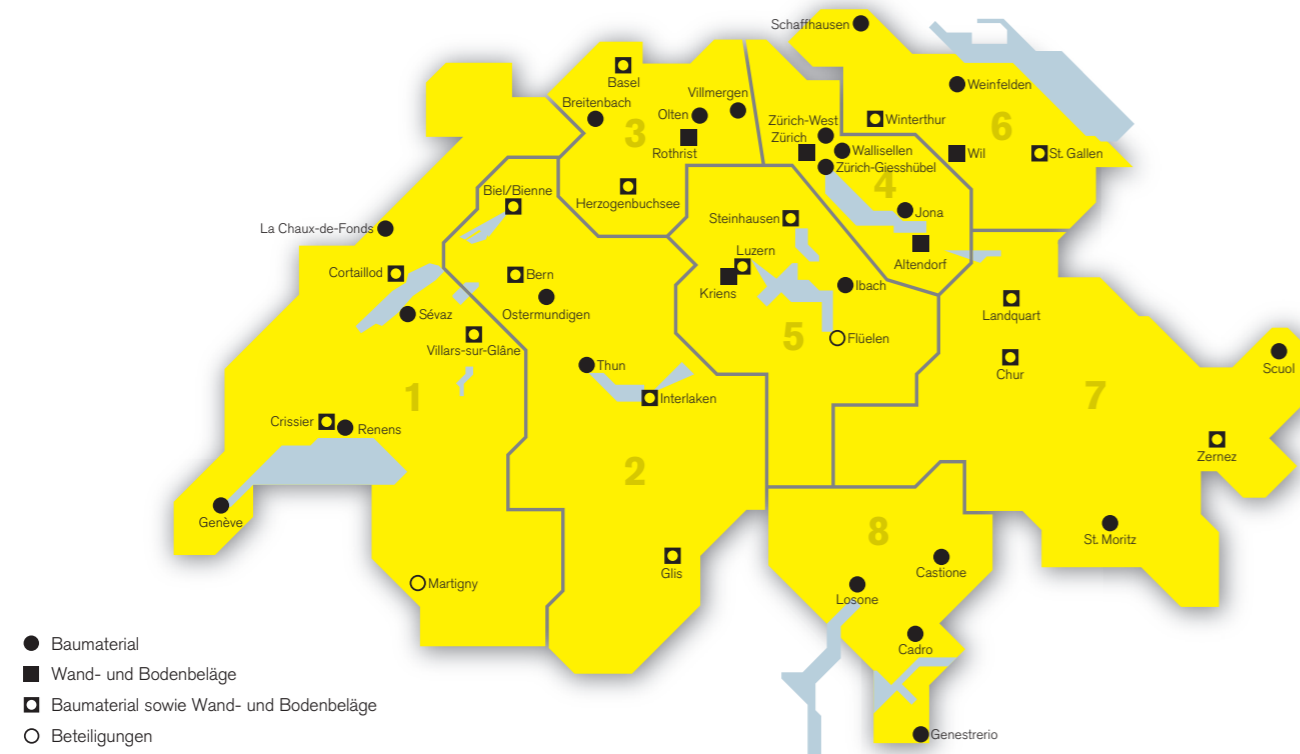 Schaffhausen
Basel
Weinfelden
Villmergen
Breitenbach
Olten
Zürich-West
Winterthur
6
3
Zürich
Rothrist
Wallisellen
Wil
St. Gallen
Zürich-Giesshübel
4
Biel/Bienne
Herzogenbuchsee
Steinhausen
Jona
La Chaux-de-Fonds
Luzern
Altendorf
Cortaillod
Bern
Kriens
Ibach
Sévaz
Ostermundigen
Landquart
5
Flüelen
Villars-sur-Glâne
Thun
Chur
Scuol
1
Interlaken
7
Crissier
Renens
Zernez
2
Genève
8
St. Moritz
Glis
Castione
Martigny
Losone
Baumaterial
Cadro
Wand- und Bodenbeläge
Baumaterial sowie Wand- und Bodenbeläge
Beteiligungen
Genestrerio